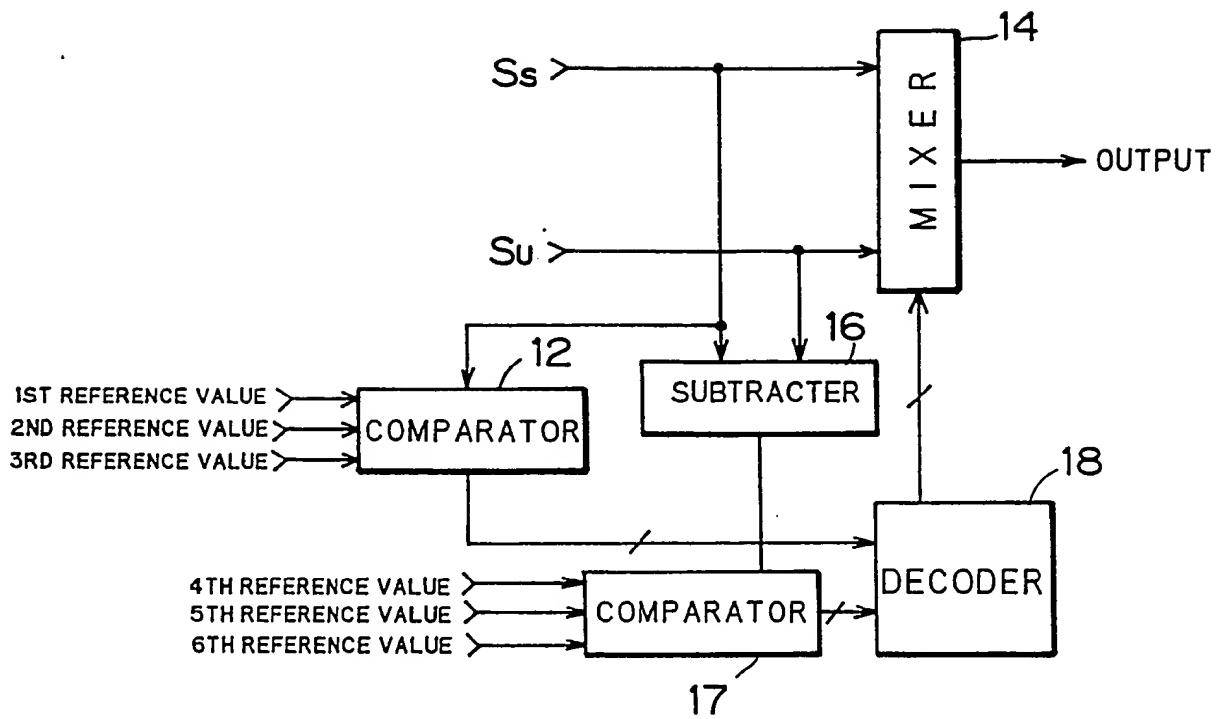 14
Ss
MIXER
OUTPUT
Su
16
12
SUBTRACTER
1ST REFERENCE VALUE
2ND REFERENCE VALUE
3RD REFERENCE VALUE
COMPARATOR
18
4TH REFERENCE VALUE
5TH REFERENCE VALUE
6TH REFERENCE VALUE
COMPARATOR
DECODER
17